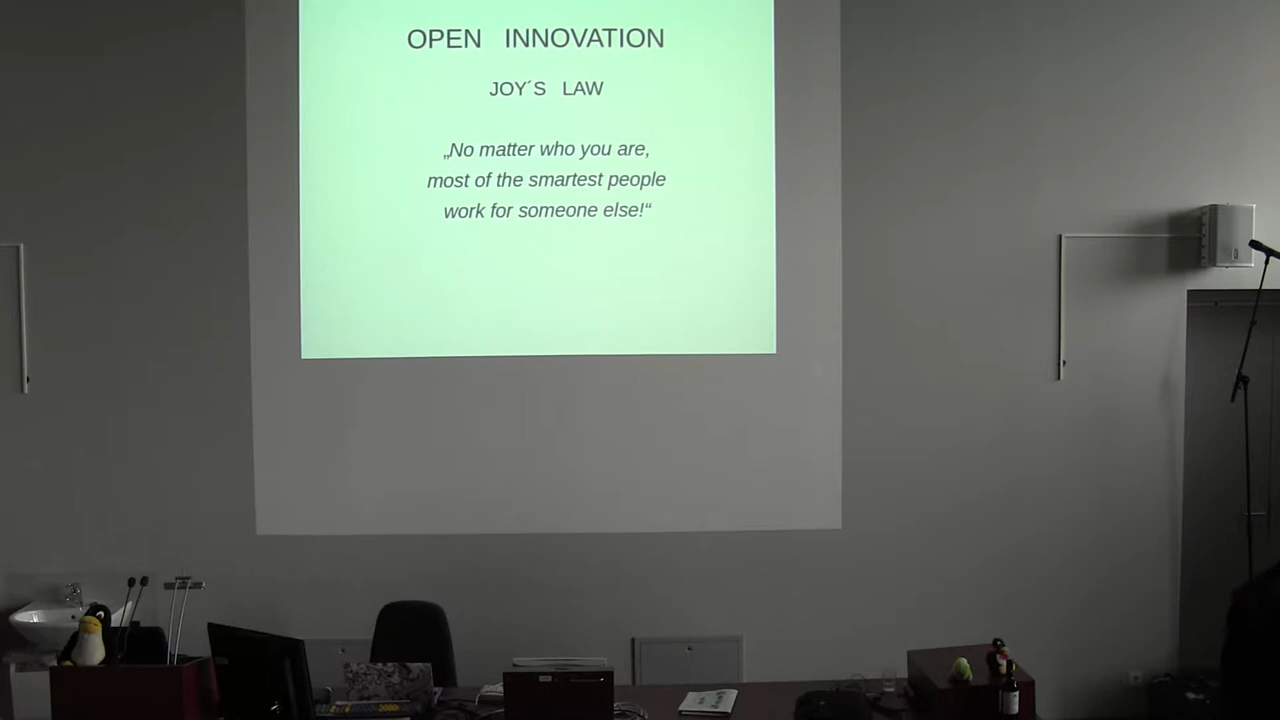 OPEN INNOVATION
JOY´S LAW
„No matter who you are,
most of the smartest people
work for someone else!“